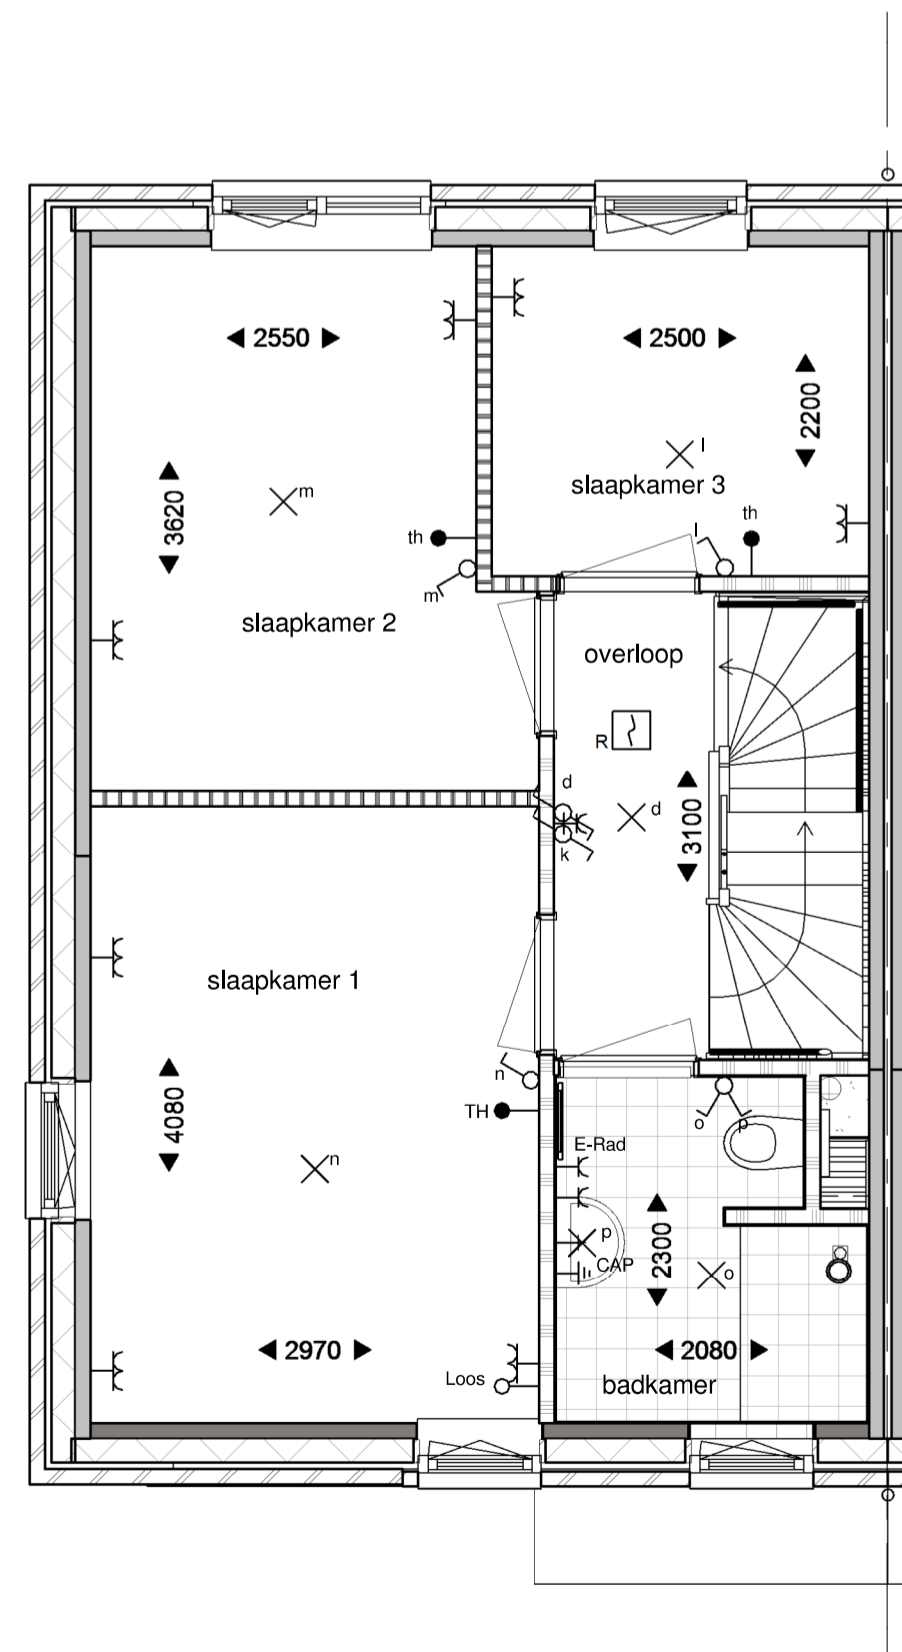 2550
2500
2200
l
slaapkamer 3
3620
m
th
l
th
m
slaapkamer 2
overloop
R
d
d
3100
k
slaapkamer 1
n
TH
4080
o
p
E-Rad
n
p
2300
CAP
o
2970
2080
Loos
badkamer